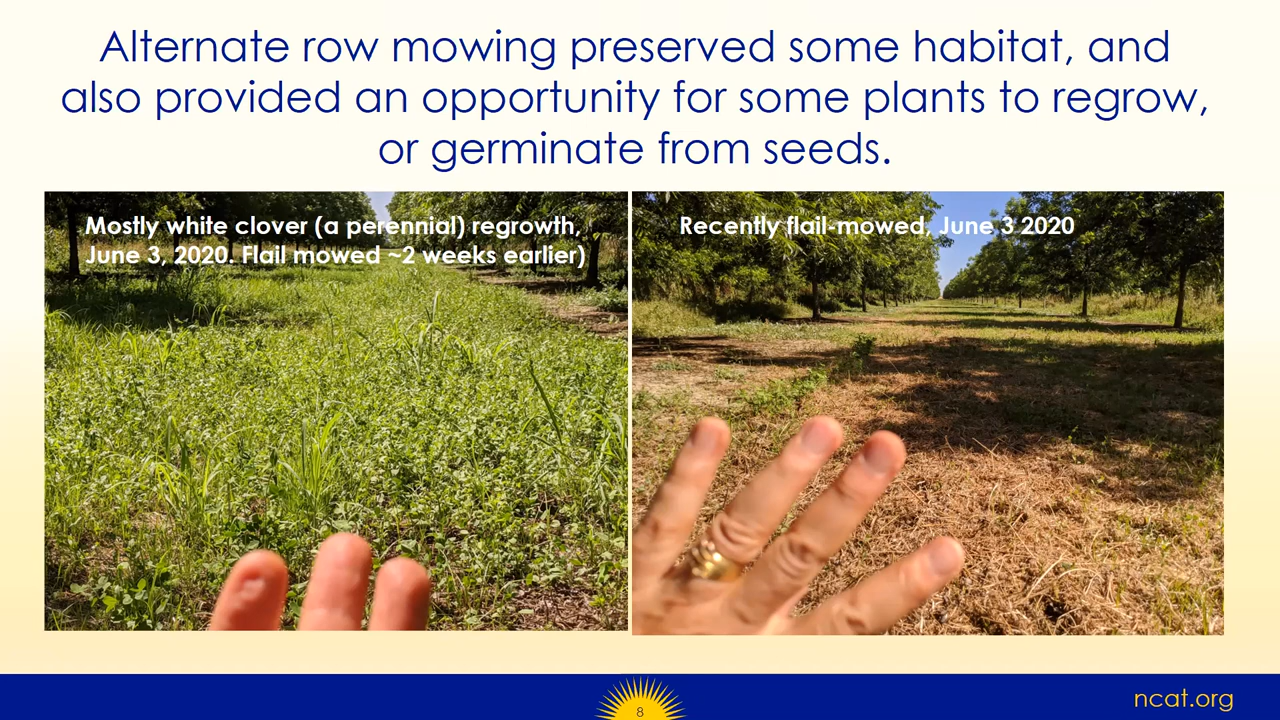 Alternate row mowing preserved some habitat, and
also provided an opportunity for some plants to regrow,
or germinate from seeds.
Mostly white clover (a perennial) regrowth,
June 3, 2020. Flail mowed ~2 weeks earlier)
Recently flail-mowed, June 3 2020
8
ncat.org